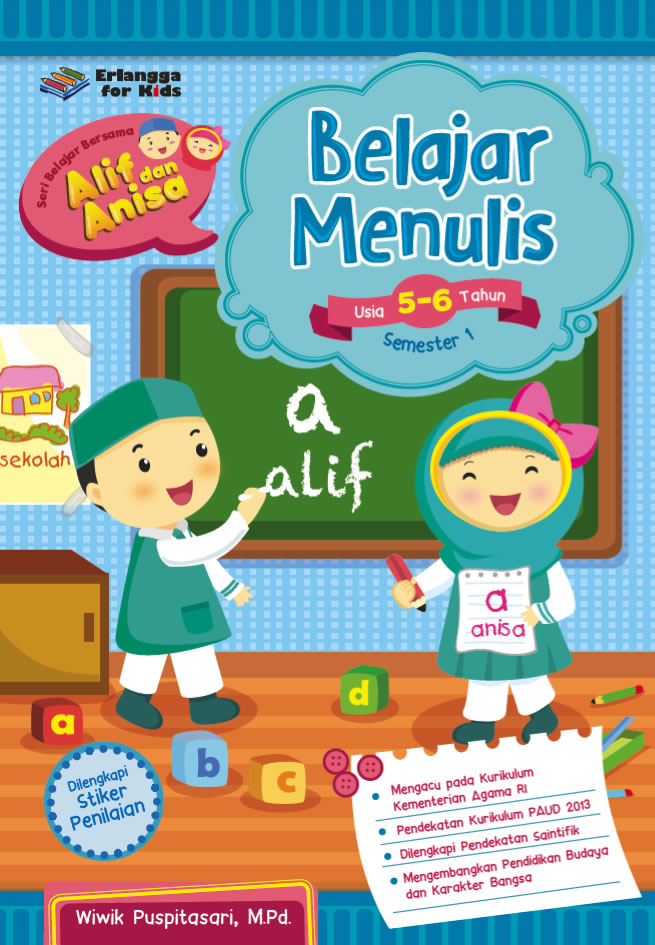 Erlangga
for Kids
Seri Belajar Bersama
Alif dan
Anisa
Belajar
Menulis
Usia 5-6 Tahun
Semester 1
a
alif
sekolah
a
anisa
a
b
c
d
Dilengkapi
Stiker
Penilaian
• Mengacu pada Kurikulum
Kementerian Agama RI
• Pendekatan Kurikulum PAUD 2013
• Dilengkapi Pendekatan Saintifik
• Mengembangkan Pendidikan Budaya
dan Karakter Bangsa
Wiwik Puspitasari, M.Pd.